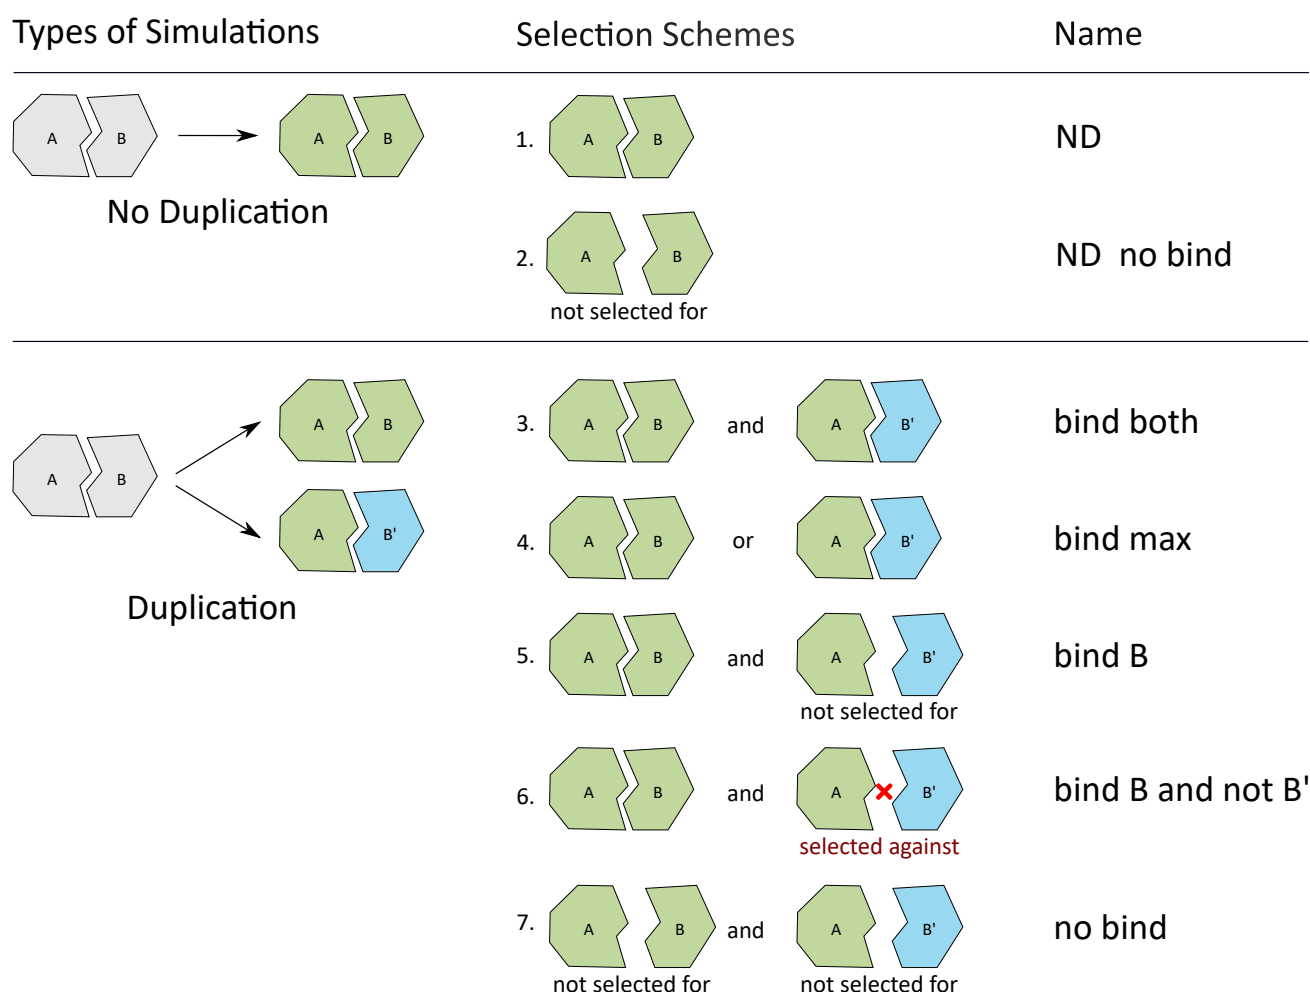 Types of Simulations Selection Schemes Name
A B A B 1. A B ND
No Duplication
2. A B ND no bind
not selected for
A B 3. A B and A B' bind both
A B
A B' 4. A B or A B' bind max
Duplication
5. A B and A B' bind B
not selected for
6. A B and A B' bind B and not B'
selected against
7. A B and A B' no bind
not selected for not selected for